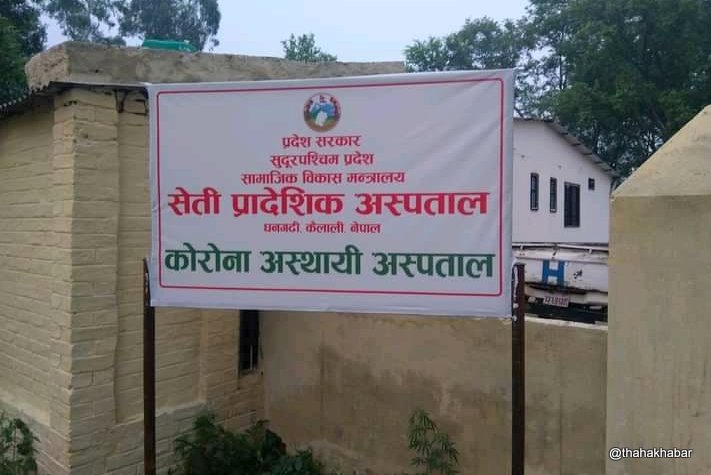 प्रदेश सरकार
सुदूरपश्चिम प्रदेश
सामाजिक विकास मन्त्रालय
सेती प्रादेशिक अस्पताल
धनगढी, कैलाली, नेपाल
कोरोना अस्थायी अस्पताल
H
@thahakhabar